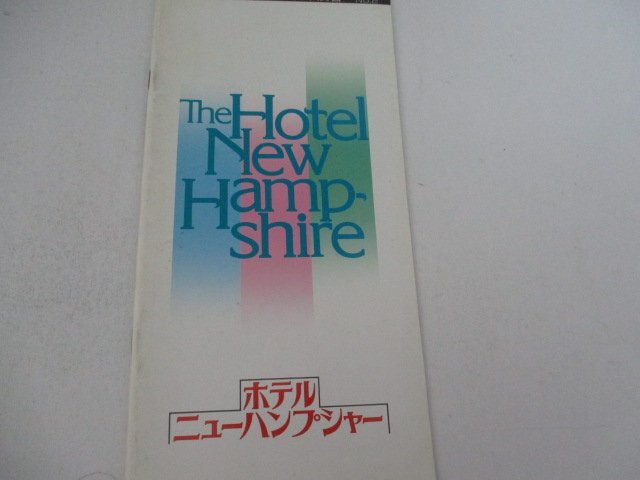 The Hotel
New
Hamp-
shire
ホテル
ニューハンプシャー